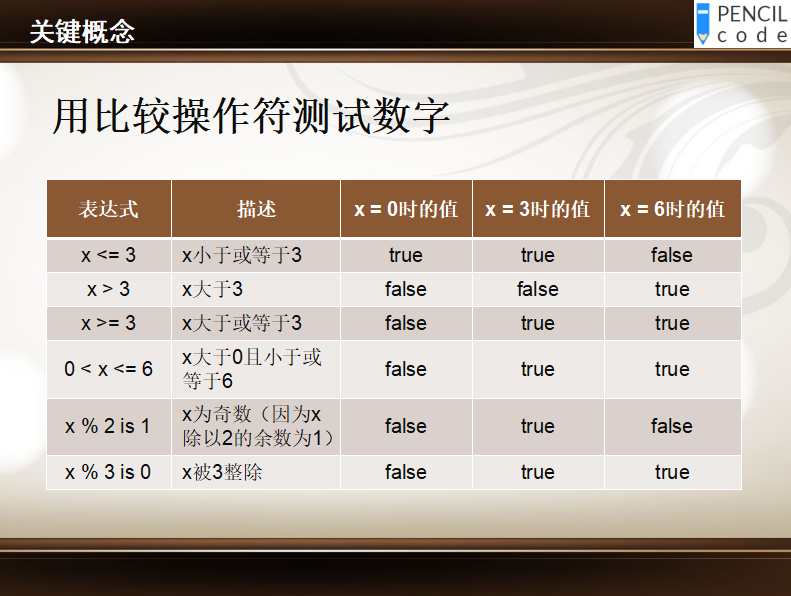 关键概念
PENCIL
code
用比较操作符测试数字
表达式 描述 x = 0时的值 x = 3时的值 x = 6时的值
x <= 3 x小于或等于3 true true false
x > 3 x大于3 false false true
x >= 3 x大于或等于3 false true true
0 < x <= 6 x大于0且小于或
等于6 false true true
x % 2 is 1 x为奇数（因为x
除以2的余数为1） false true false
x % 3 is 0 x被3整除 false true true